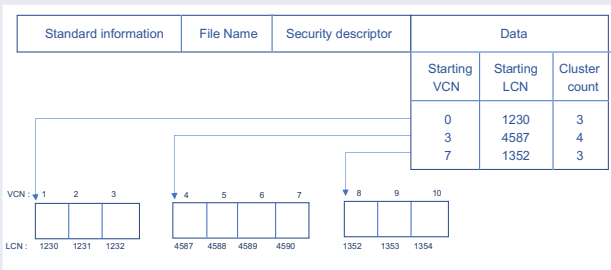 Standard information File Name Security descriptor Data
Starting VCN Starting LCN Cluster count
0 1230 3
3 4587 4
7 1352 3
VCN : 1 2 3 4 5 6 7 8 9 10
LCN : 1230 1231 1232 4587 4588 4589 4590 1352 1353 1354